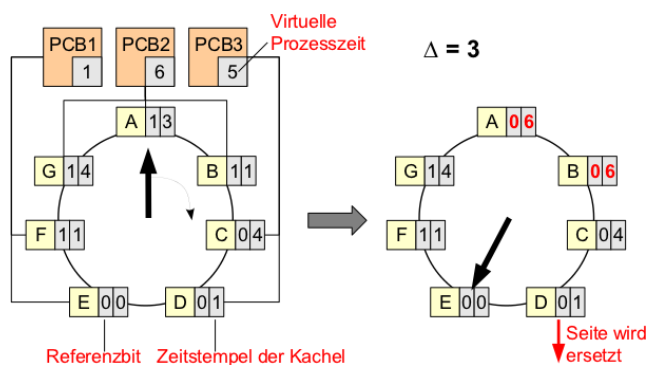 Virtuelle
Prozesszeit
PCB1
PCB2
PCB3
1
6
5
Δ = 3
A 1 3
B 1 1
C 0 4
D 0 1
E 0 0
F 1 1
G 1 4
Referenzbit
Zeitstempel der Kachel
A 0 6
B 0 6
C 0 4
D 0 1
E 0 0
F 1 1
G 1 4
Seite wird
ersetzt